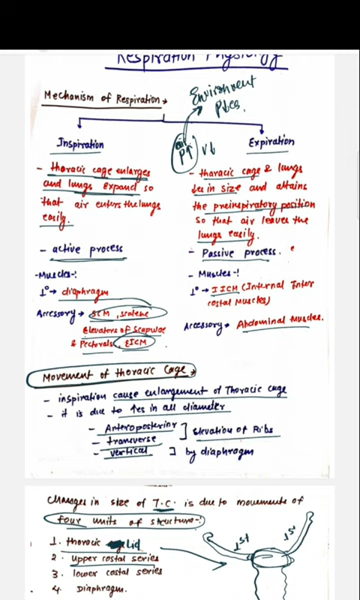 Respiration Physiology
Mechanism of Respiration →
Environment
Ptes.
P↑ V↓
Inspiration
Expiration
- thoracic cage enlarges
and lungs expand so
that air enters the lungs
easily.
- thoracic cage & lungs
↓es in size and attains
the preinspiratory position
so that air leaves the
lungs easily.
- active process
- Passive process.
- Muscles -:
1° → diaphragm
Accessory → SCM, scalene
Elevators of Scapulae
& Pectorals, EICM
- Muscles -:
1° → IICM (Internal Inter
costal Muscles)
Accessory → Abdominal Muscles.
Movement of Thoracic Cage
- inspiration cause enlargement of Thoracic cage
- it is due to ↑es in all diameter
- Anteroposterior
- transverse
] Elevation of Ribs
- vertical ] by diaphragm
Changes in size of T.C. is due to movements of
four units of structure -:
1. thoracic Lid
2. upper costal series
3. lower costal series
4. Diaphragm.
1st 1st